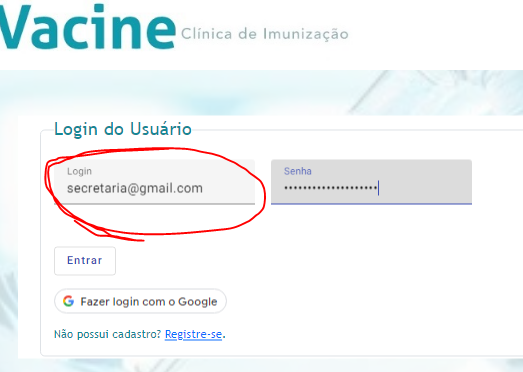 Vacine Clínica de Imunização
Login do Usuário
Login
secretaria@gmail.com
Senha
••••••••••••••••••••
Entrar
Fazer login com o Google
Não possui cadastro? Registre-se.